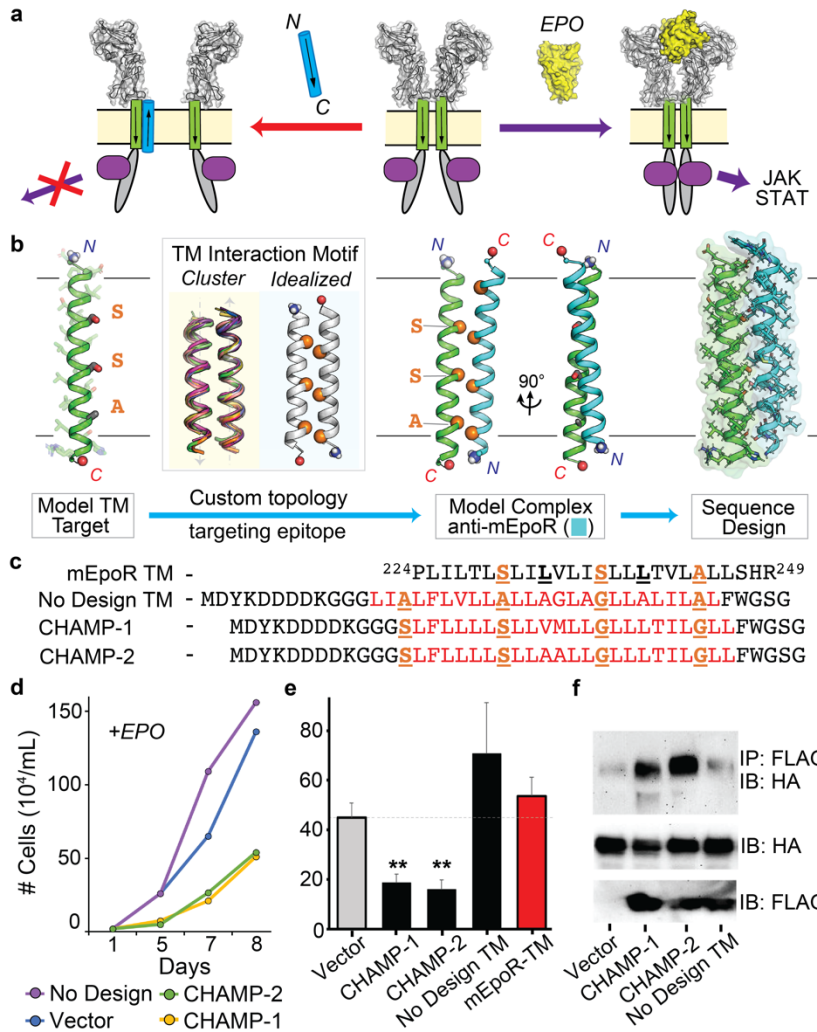 a
N
C
EPO
JAK
STAT
b
N
S
S
A
C
TM Interaction Motif
Cluster Idealized
N
C
S
S
A
C
N
90°
C
N
C
N
Model TM
Target
Custom topology
targeting epitope
Model Complex
anti-mEpoR ( )
Sequence
Design
c
mEpoR TM - 224PLILTLSLILVLISLLLTVLALLSHR249
No Design TM - MDYKDDDDKGGGLIALFLVLLALLAGLAGLLALILALFWGSG
CHAMP-1 - MDYKDDDDKGGGSLFLLLLSLLVMLLGLLLTILGLLFWGSG
CHAMP-2 - MDYKDDDDKGGGSLFLLLLSLLAALLGLLLTILGLLFWGSG
d
+EPO
# Cells (10⁴/mL)
150
100
50
0
1 5 7 8
Days
No Design
CHAMP-2
Vector
CHAMP-1
e
80
60
40
20
0
** **
Vector
CHAMP-1
CHAMP-2
No Design TM
mEpoR-TM
f
IP: FLAG
IB: HA
IB: HA
IB: FLAG
Vector
CHAMP-1
CHAMP-2
No Design TM